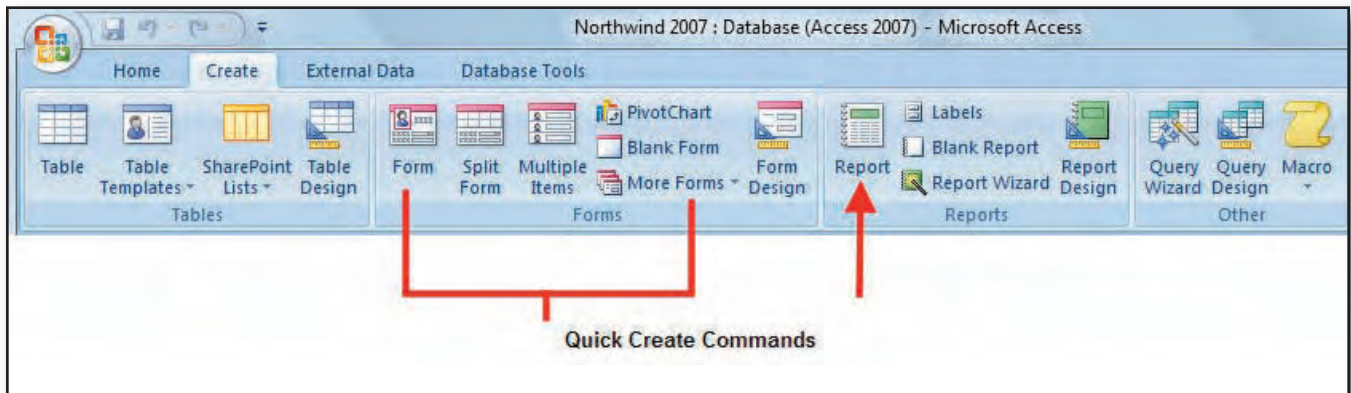 Northwind 2007 : Database (Access 2007) - Microsoft Access
Home Create External Data Database Tools
Table
Table
Templates
SharePoint
Lists
Table
Design
Tables
Form
Split
Form
Multiple
Items
PivotChart
Blank Form
More Forms
Form
Design
Forms
Report
Labels
Blank Report
Report Wizard
Report
Design
Reports
Query
Wizard
Query
Design
Macro
Other
Quick Create Commands